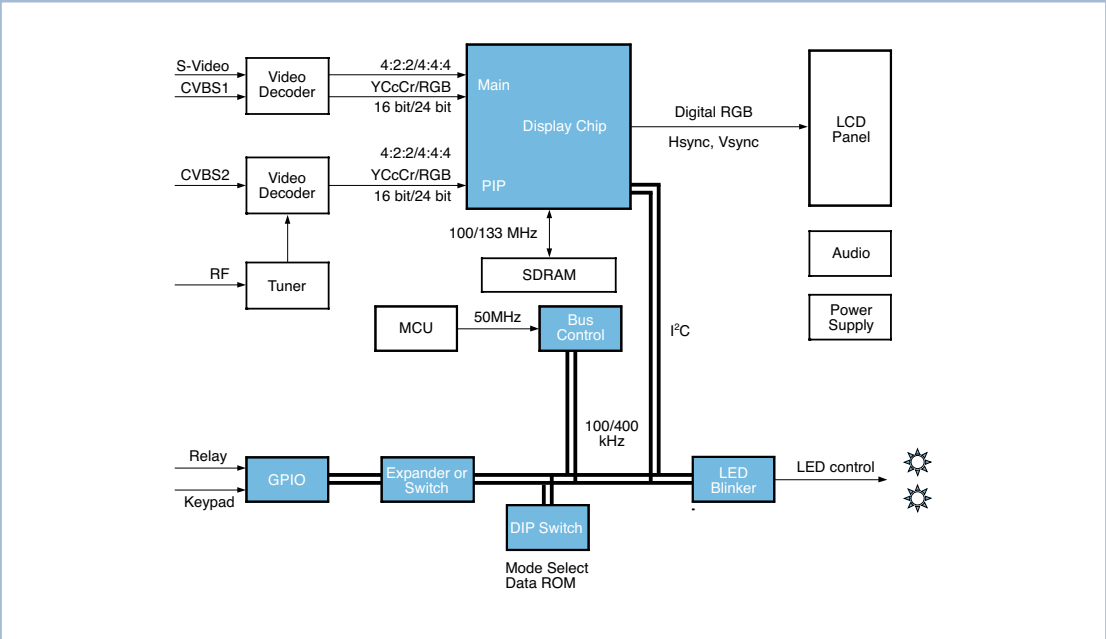 S-Video
CVBS1
Video
Decoder
4:2:2/4:4:4
YCcCr/RGB
16 bit/24 bit
Main
Display Chip
PIP
Digital RGB
Hsync, Vsync
LCD
Panel
CVBS2
Video
Decoder
4:2:2/4:4:4
YCcCr/RGB
16 bit/24 bit
RF
Tuner
100/133 MHz
SDRAM
Audio
Power
Supply
MCU
50MHz
Bus
Control
I²C
100/400
kHz
Relay
Keypad
GPIO
Expander or
Switch
DIP Switch
Mode Select
Data ROM
LED
Blinker
LED control